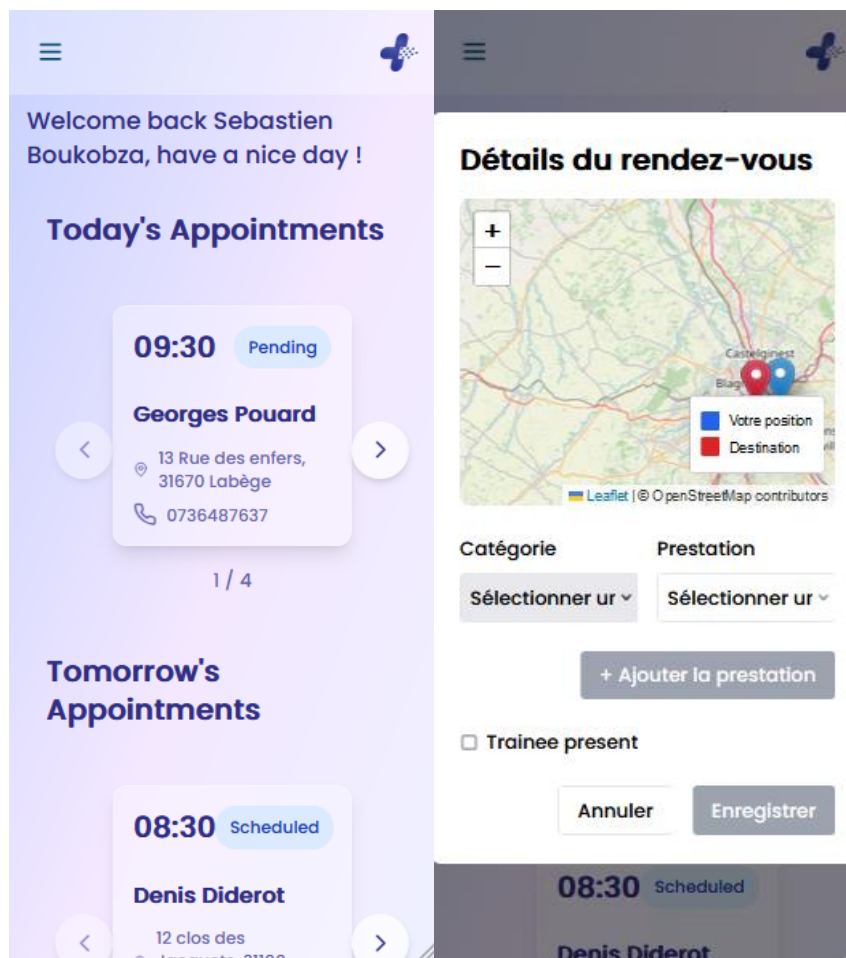 Welcome back Sebastien
Boukobza, have a nice day !
Today's Appointments
09:30
Pending
Georges Pouard
13 Rue des enfers,
31670 Labège
0736487637
1 / 4
Tomorrow's
Appointments
08:30
Scheduled
Denis Diderot
12 clos des
Détails du rendez-vous
+
−
Castelginest
Blag
Votre position
Destination
Leaflet | © OpenStreetMap contributors
Catégorie
Prestation
Sélectionner ur
Sélectionner ur
+ Ajouter la prestation
Trainee present
Annuler
Enregistrer
08:30
Scheduled
Denis Diderot